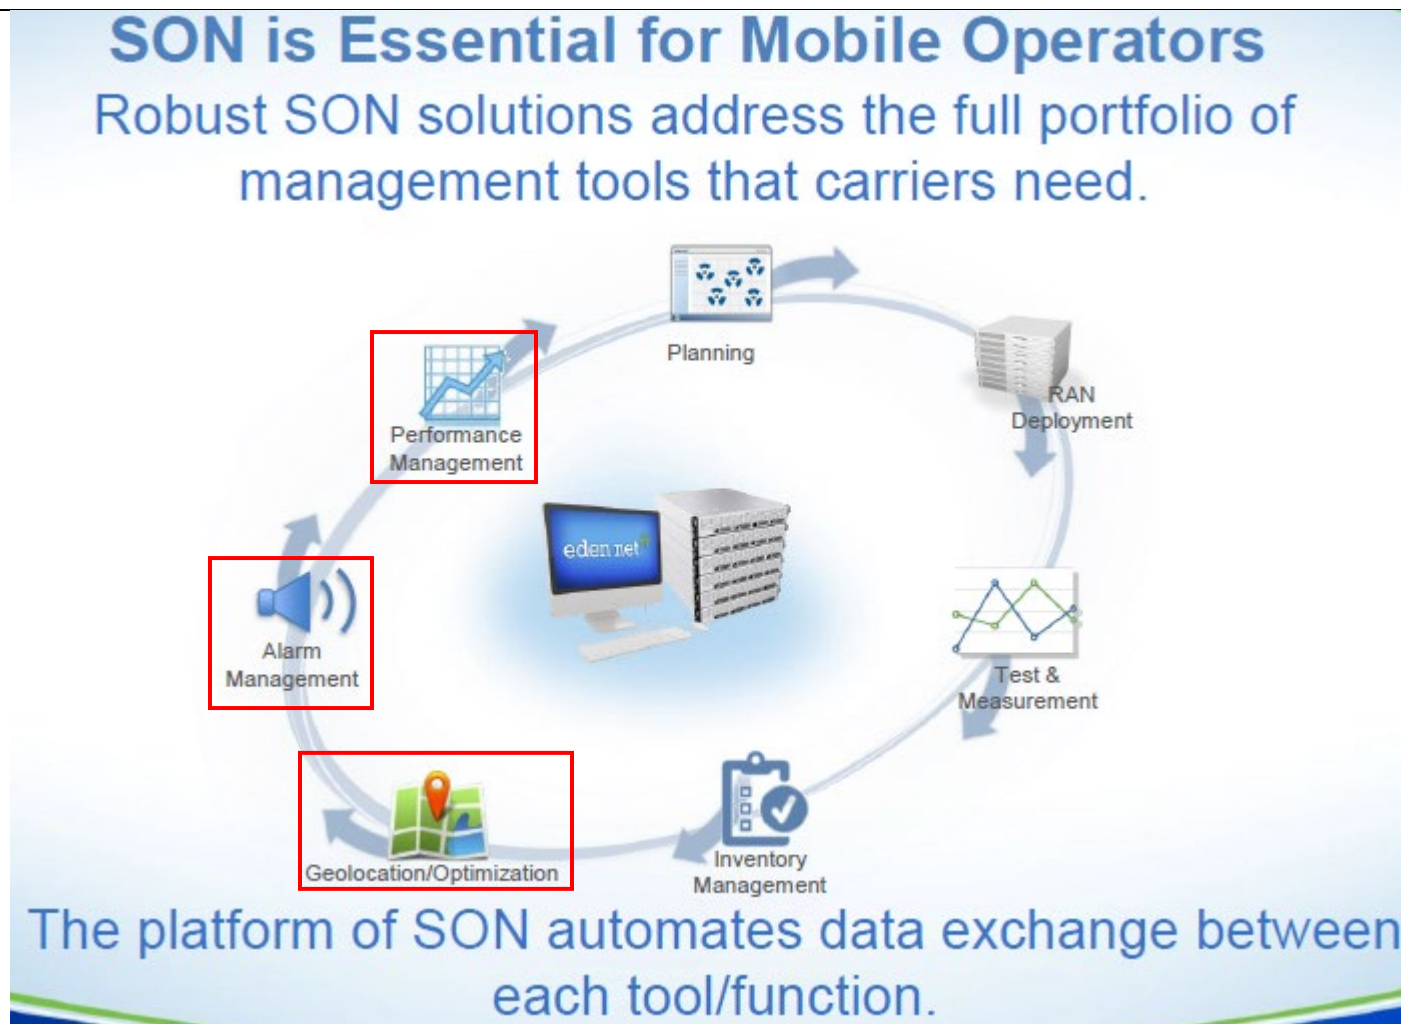 SON is Essential for Mobile Operators
Robust SON solutions address the full portfolio of
management tools that carriers need.
Planning
RAN
Deployment
Performance
Management
eden net
Alarm
Management
Test &
Measurement
Geolocation/Optimization
Inventory
Management
The platform of SON automates data exchange between
each tool/function.